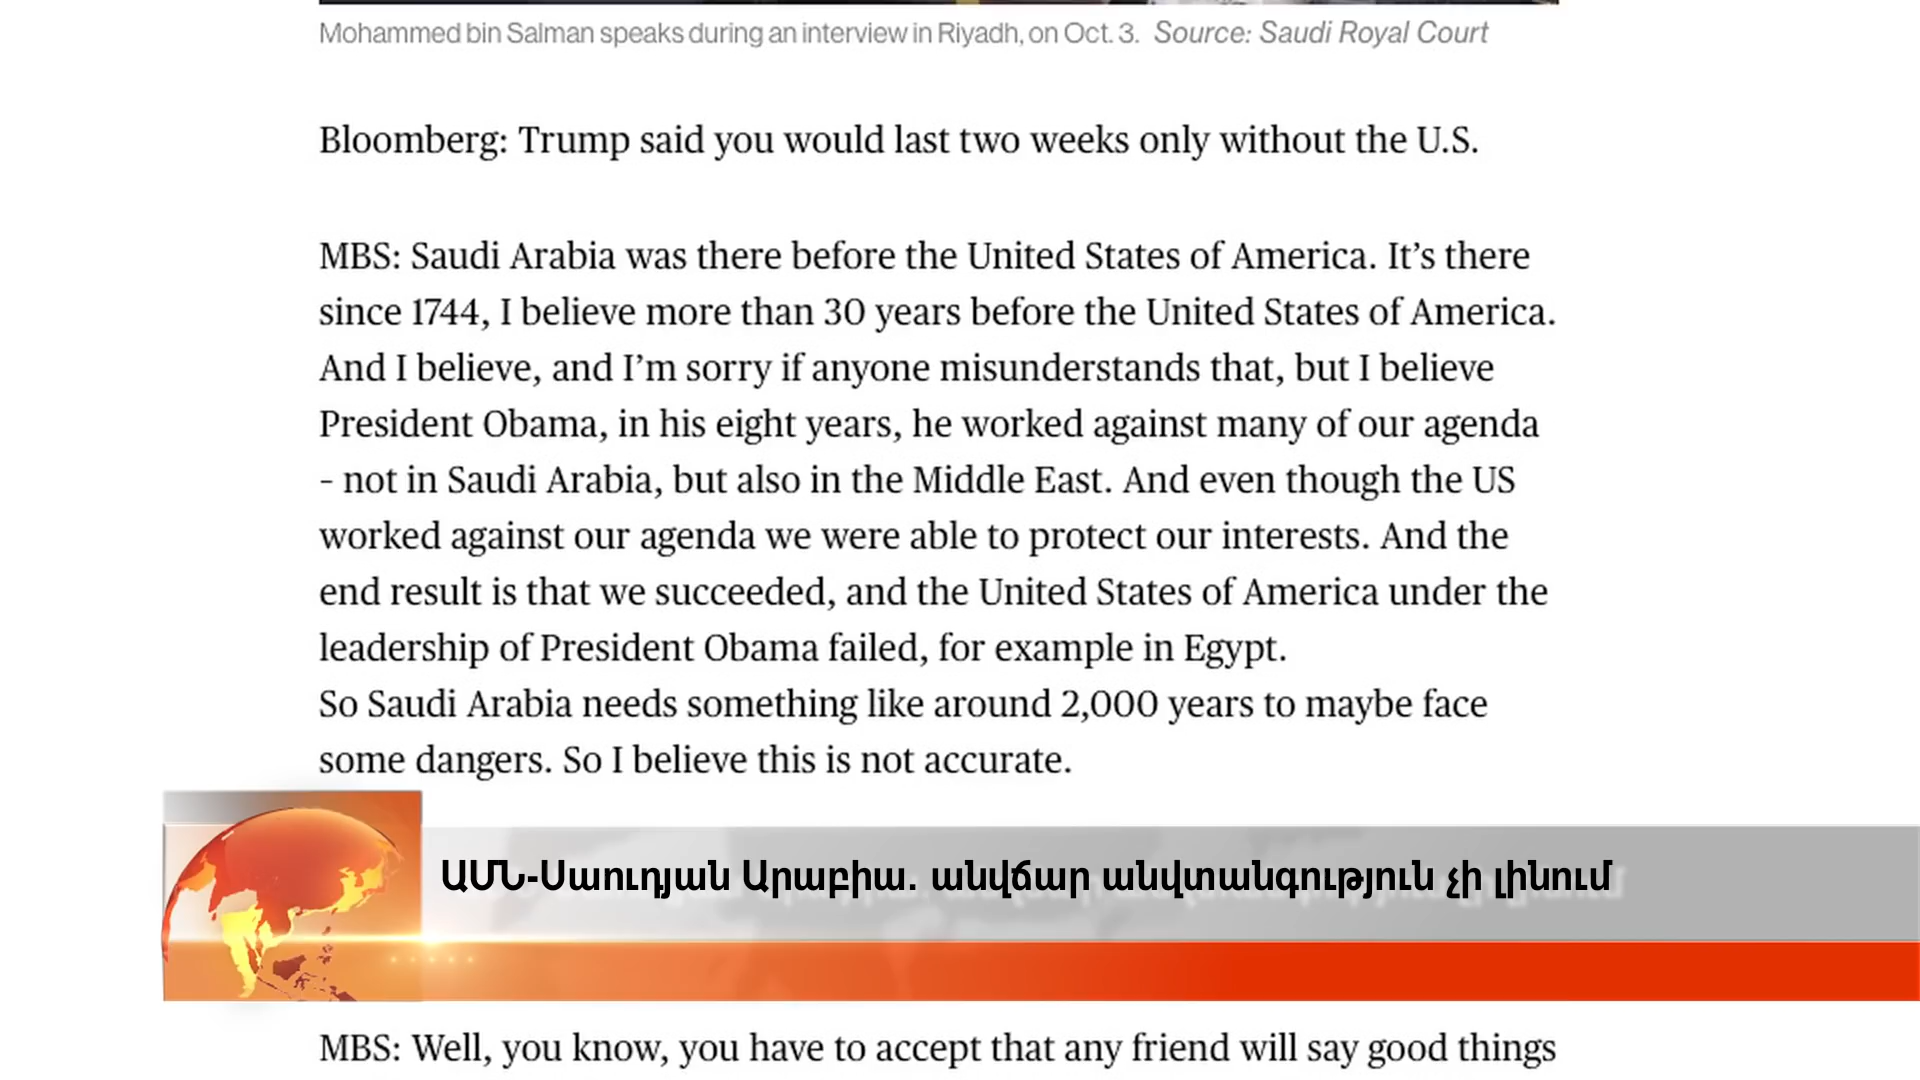 Mohammed bin Salman speaks during an interview in Riyadh, on Oct. 3. Source: Saudi Royal Court
Bloomberg: Trump said you would last two weeks only without the U.S.
MBS: Saudi Arabia was there before the United States of America. It’s there
since 1744, I believe more than 30 years before the United States of America.
And I believe, and I’m sorry if anyone misunderstands that, but I believe
President Obama, in his eight years, he worked against many of our agenda
- not in Saudi Arabia, but also in the Middle East. And even though the US
worked against our agenda we were able to protect our interests. And the
end result is that we succeeded, and the United States of America under the
leadership of President Obama failed, for example in Egypt.
So Saudi Arabia needs something like around 2,000 years to maybe face
some dangers. So I believe this is not accurate.
ԱՄՆ-Սաուդյան Արաբիա. անվճար անվտանգություն չի լինում
MBS: Well, you know, you have to accept that any friend will say good things